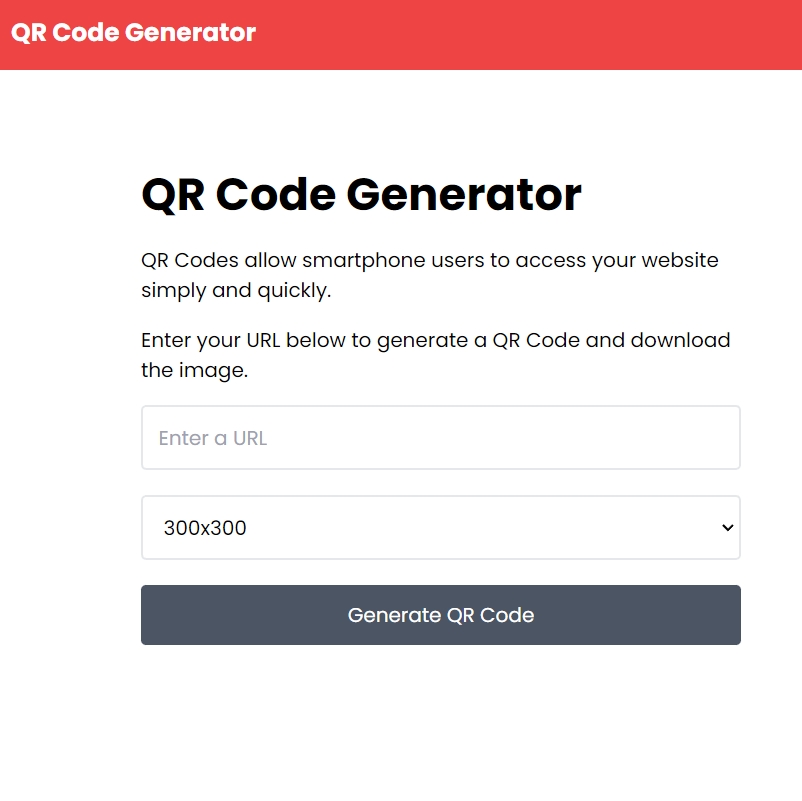 QR Code Generator
QR Code Generator
QR Codes allow smartphone users to access your website
simply and quickly.
Enter your URL below to generate a QR Code and download
the image.
Enter a URL
300x300
Generate QR Code